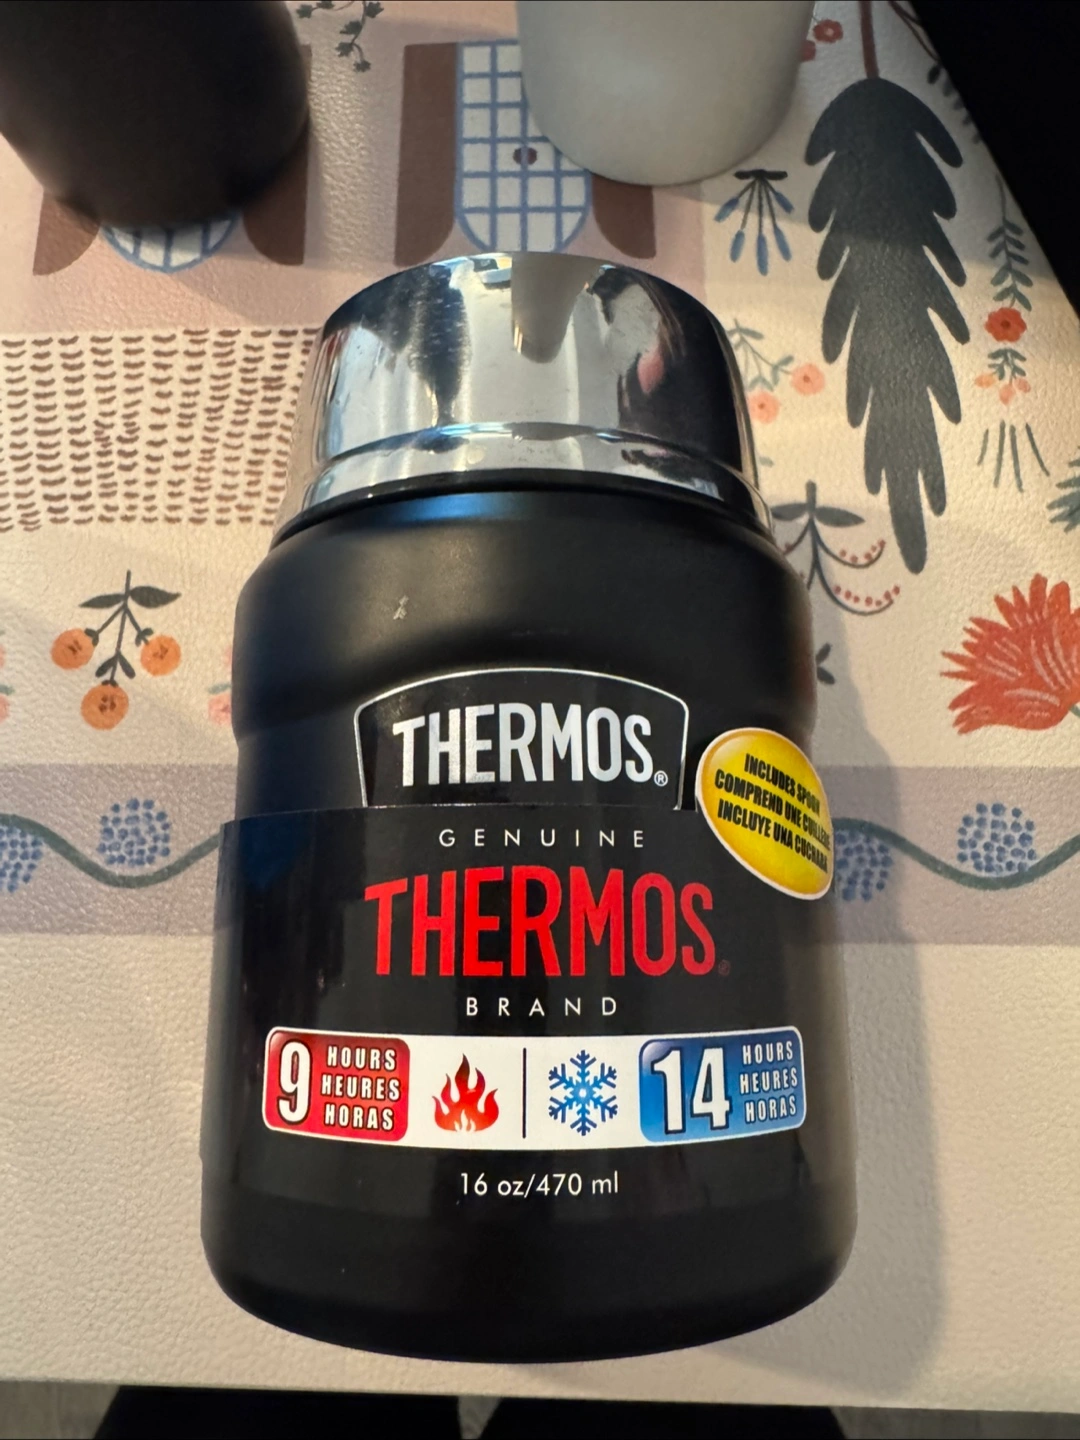 THERMOS®
INCLUDES SPOON
COMPREND UNE CUILLÈRE
INCLUYE UNA CUCHARA
GENUINE
THERMOS®
BRAND
9 HOURS
HEURES
HORAS
14 HOURS
HEURES
HORAS
16 oz/470 ml